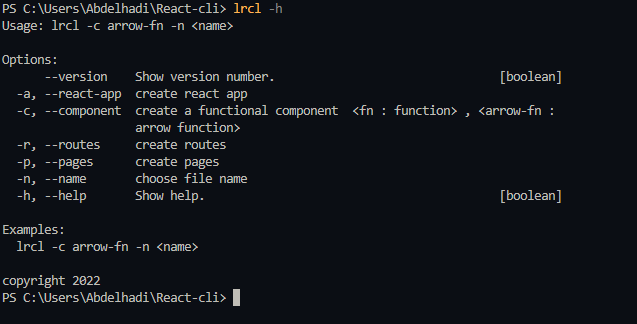 PS C:\Users\Abdelhadi\React-cli> lrcl -h
Usage: lrcl -c arrow-fn -n <name>
Options:
--version Show version number. [boolean]
-a, --react-app create react app
-c, --component create a functional component <fn : function> , <arrow-fn :
arrow function>
-r, --routes create routes
-p, --pages create pages
-n, --name choose file name
-h, --help Show help. [boolean]
Examples:
lrcl -c arrow-fn -n <name>
copyright 2022
PS C:\Users\Abdelhadi\React-cli>